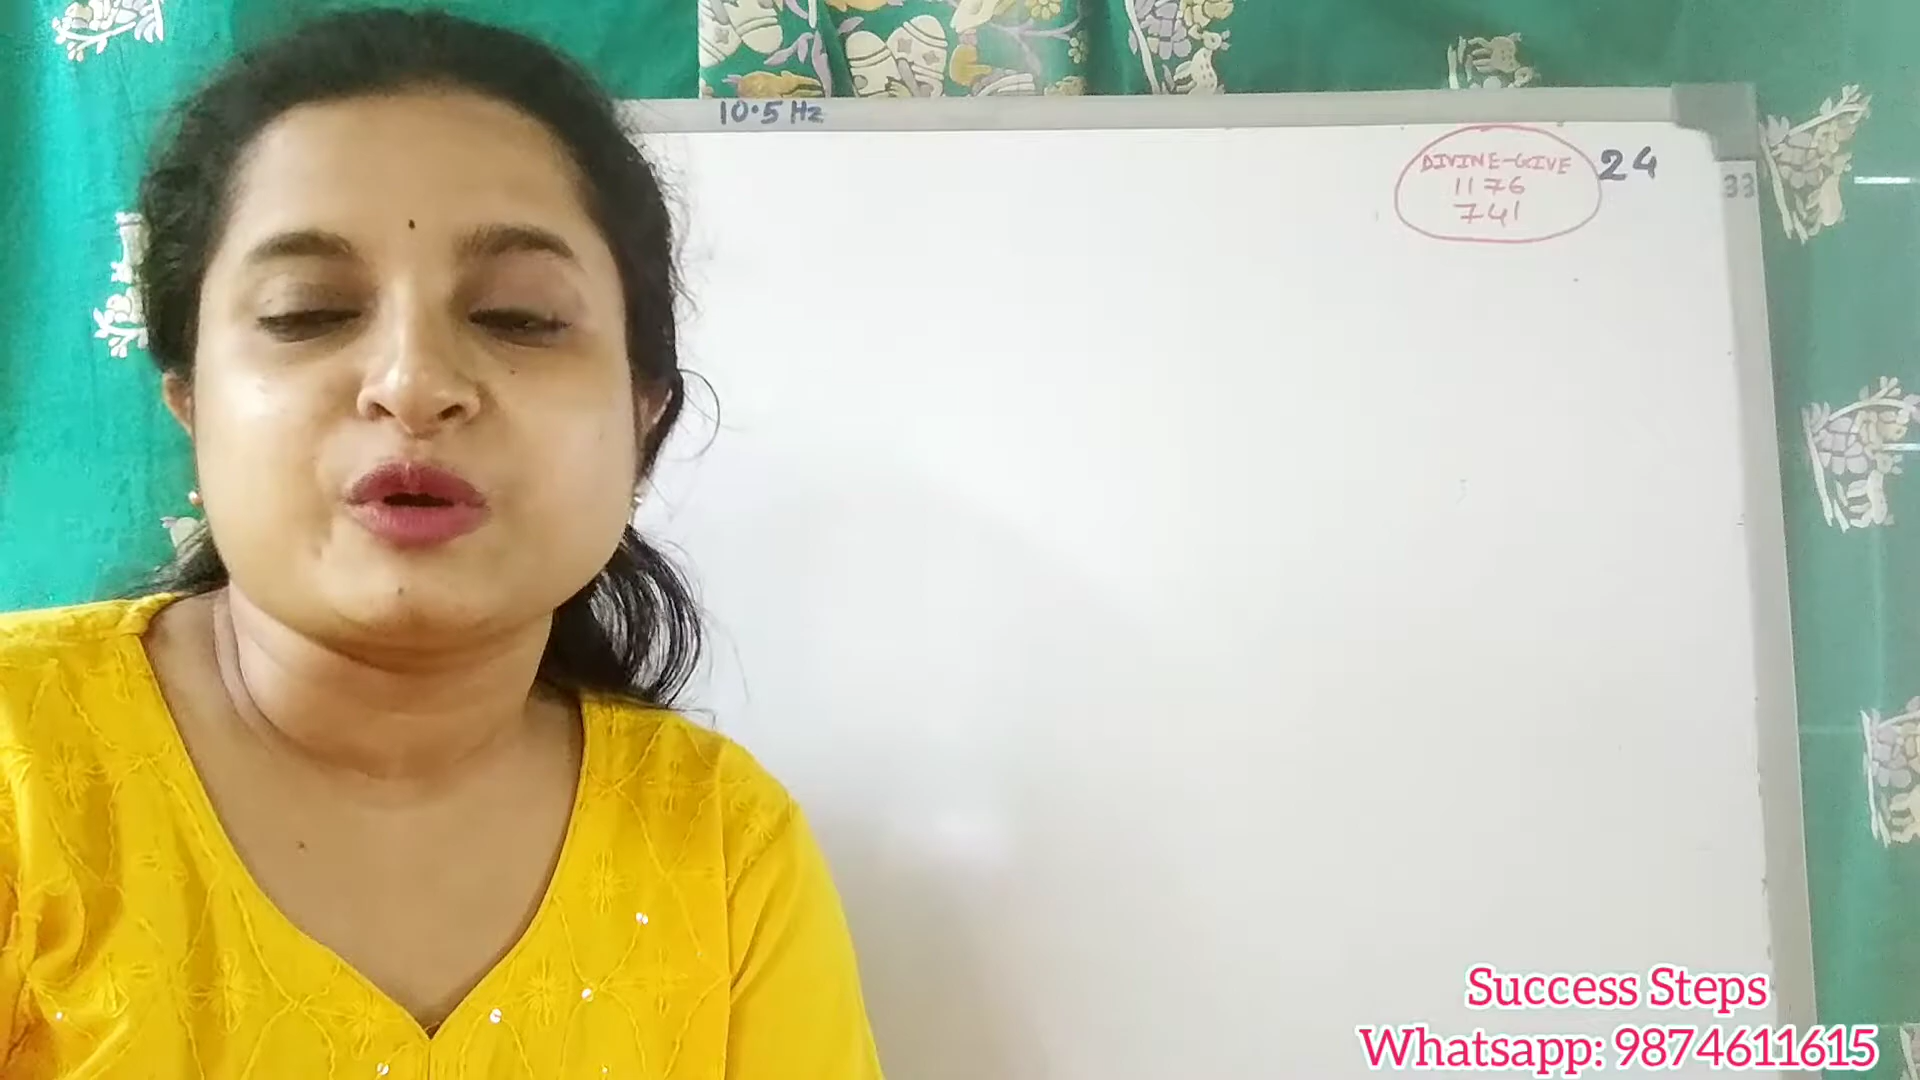 10.5 Hz
DIVINE-GIVE
1176
741
24
33
Success Steps
Whatsapp: 9874611615